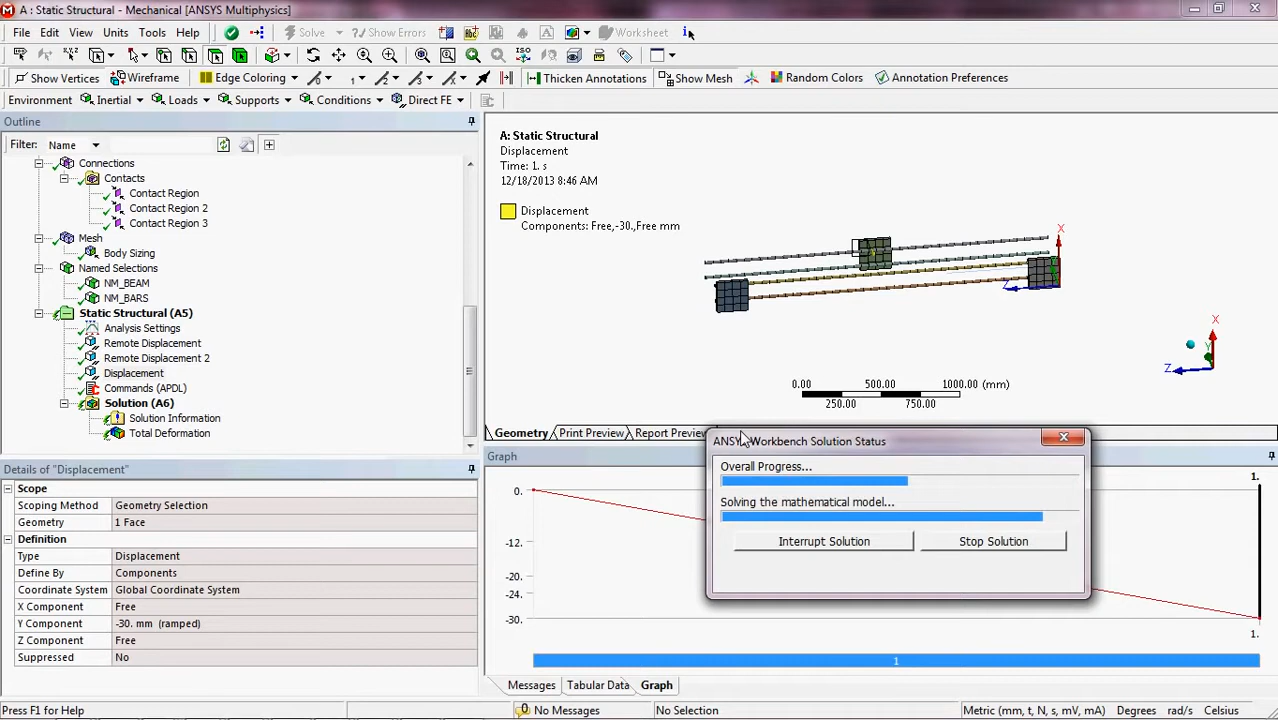 A : Static Structural - Mechanical [ANSYS Multiphysics]
File Edit View Units Tools Help Solve Show Errors Worksheet
Show Vertices Wireframe Edge Coloring Thicken Annotations Show Mesh Random Colors Annotation Preferences
Environment Inertial Loads Supports Conditions Direct FE
Outline
Filter: Name
Connections
Contacts
Contact Region
Contact Region 2
Contact Region 3
Mesh
Body Sizing
Named Selections
NM_BEAM
NM_BARS
Static Structural (A5)
Analysis Settings
Remote Displacement
Remote Displacement 2
Displacement
Commands (APDL)
Solution (A6)
Solution Information
Total Deformation
Details of "Displacement"
Scope
Scoping Method Geometry Selection
Geometry 1 Face
Definition
Type Displacement
Define By Components
Coordinate System Global Coordinate System
X Component Free
Y Component -30. mm (ramped)
Z Component Free
Suppressed No
A: Static Structural
Displacement
Time: 1. s
12/18/2013 8:46 AM
Displacement
Components: Free,-30.,Free mm
X
Z
X
Y
Z
0.00 500.00 1000.00 (mm)
250.00 750.00
Geometry Print Preview Report Preview
Graph
0.
-12.
-20.
-24.
-30.
1.
1.
1
ANSYS Workbench Solution Status
Overall Progress...
Solving the mathematical model...
Interrupt Solution Stop Solution
Messages Tabular Data Graph
Press F1 for Help 0 No Messages No Selection Metric (mm, t, N, s, mV, mA) Degrees rad/s Celsius